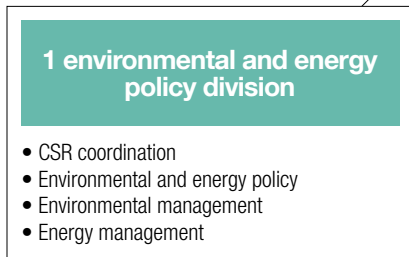 1 environmental and energy
policy division
• CSR coordination
• Environmental and energy policy
• Environmental management
• Energy management